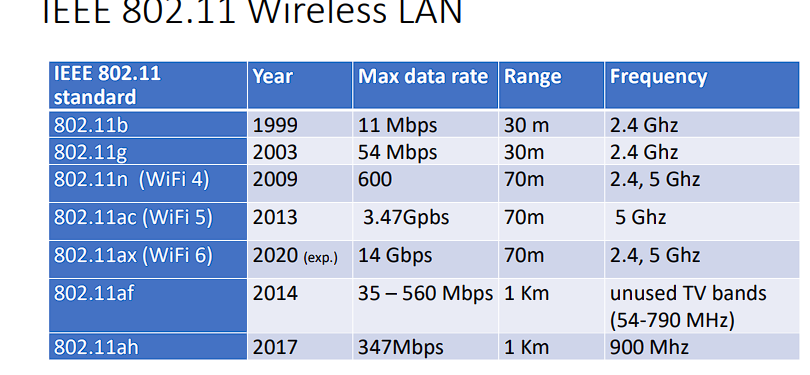 IEEE 802.11 Wireless LAN
IEEE 802.11 standard Year Max data rate Range Frequency
802.11b 1999 11 Mbps 30 m 2.4 Ghz
802.11g 2003 54 Mbps 30m 2.4 Ghz
802.11n (WiFi 4) 2009 600 70m 2.4, 5 Ghz
802.11ac (WiFi 5) 2013 3.47Gpbs 70m 5 Ghz
802.11ax (WiFi 6) 2020 (exp.) 14 Gbps 70m 2.4, 5 Ghz
802.11af 2014 35 – 560 Mbps 1 Km unused TV bands
(54-790 MHz)
802.11ah 2017 347Mbps 1 Km 900 Mhz